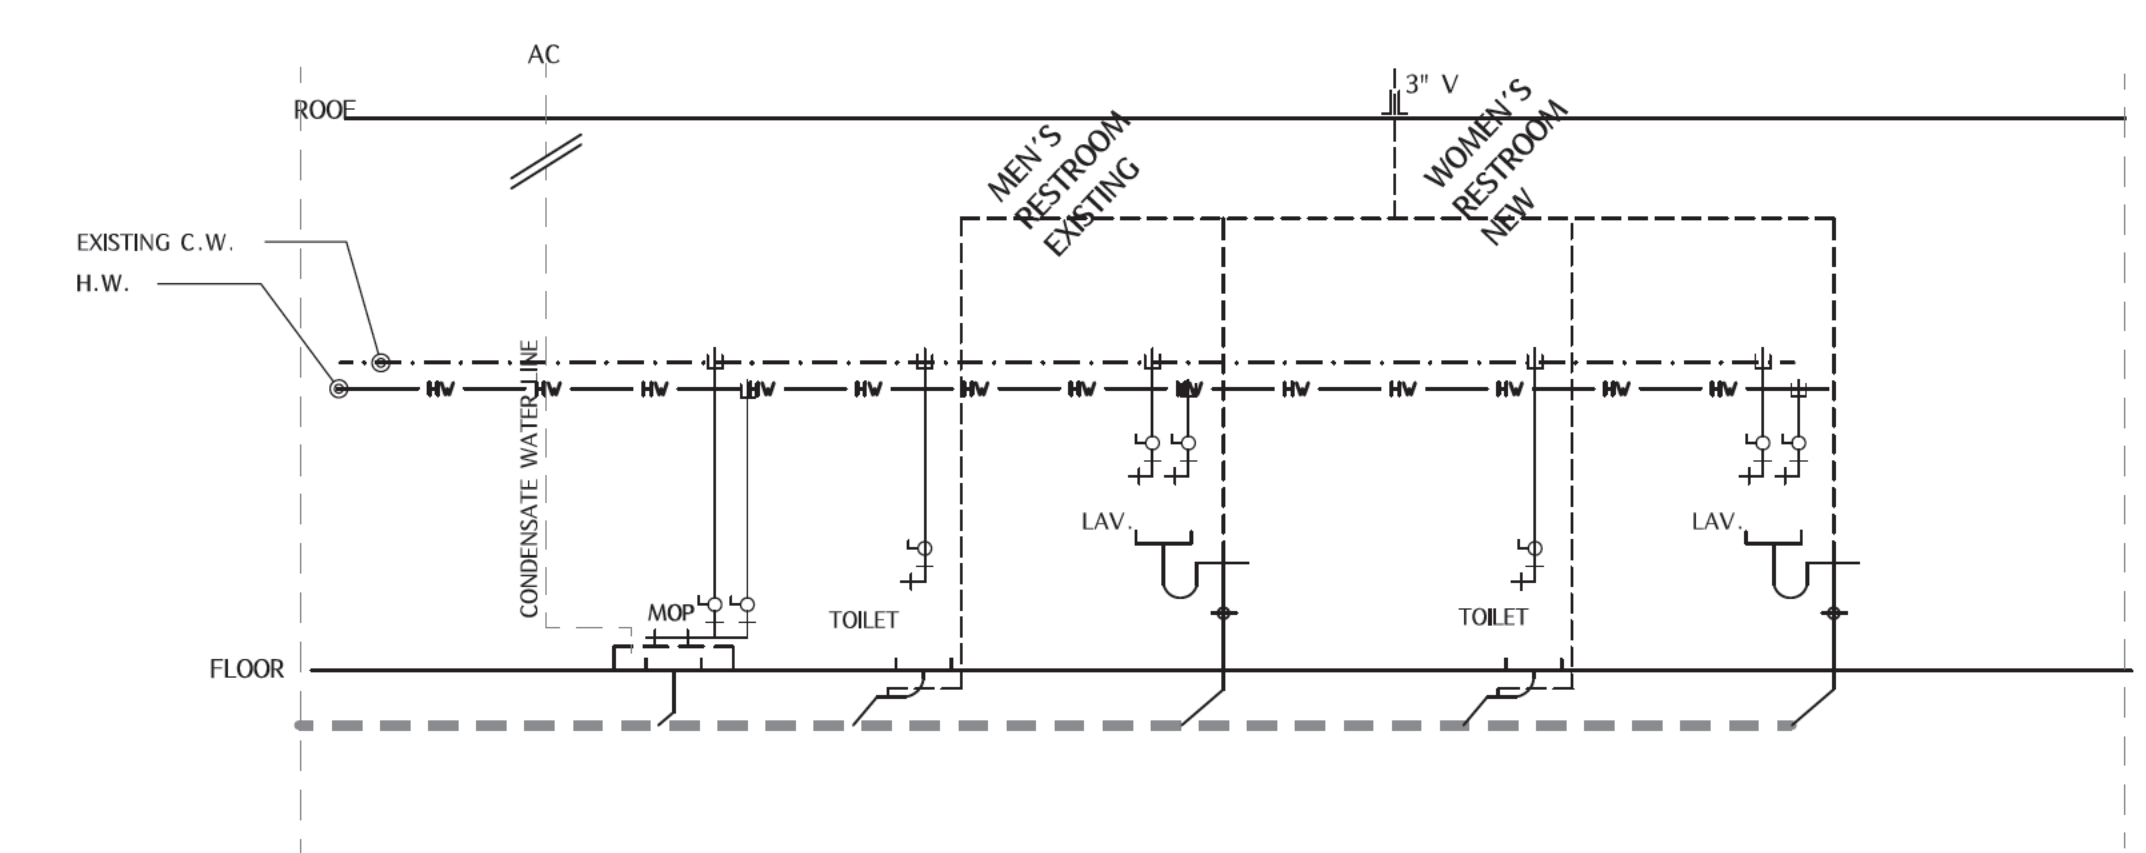 AC
ROOF
3" V
MEN'S
RESTROOM
EXISTING
WOMEN'S
RESTROOM
NEW
EXISTING C.W.
H.W.
HW HW HW HW HW HW HW HW HW HW HW HW HW
CONDENSATE WATER LINE
LAV.
LAV.
MOP
TOILET
TOILET
FLOOR